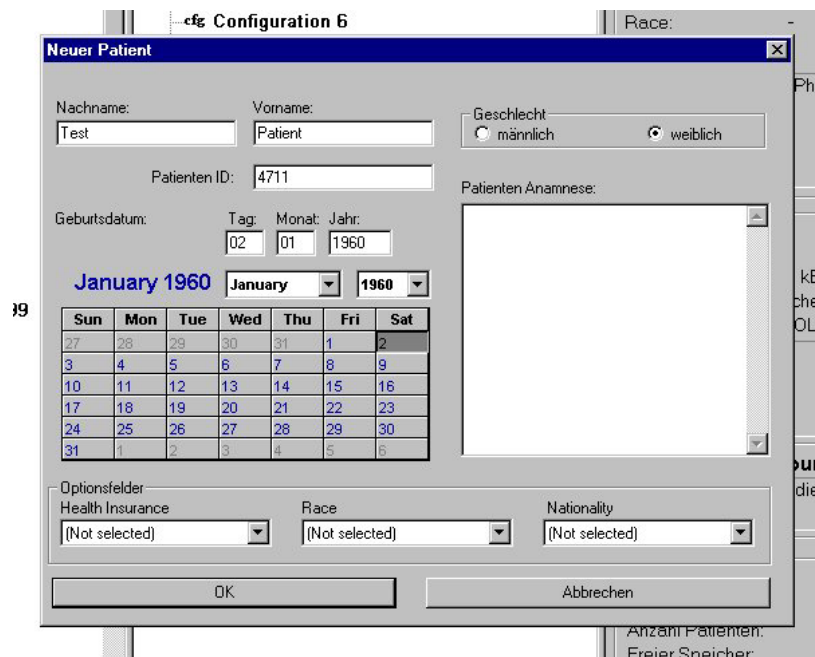 cfg Configuration 6
Race: -
Neuer Patient
Nachname: Vorname:
Test Patient
Geschlecht
männlich weiblich
Patienten ID: 4711
Patienten Anamnese:
Geburtsdatum: Tag: Monat: Jahr:
02 01 1960
January 1960 January 1960
99
Sun Mon Tue Wed Thu Fri Sat
27 28 29 30 31 1 2
3 4 5 6 7 8 9
10 11 12 13 14 15 16
17 18 19 20 21 22 23
24 25 26 27 28 29 30
31 1 2 3 4 5 6
Optionsfelder
Health Insurance Race Nationality
(Not selected) (Not selected) (Not selected)
OK Abbrechen
Anzahl Patienten:
Freier Speicher: